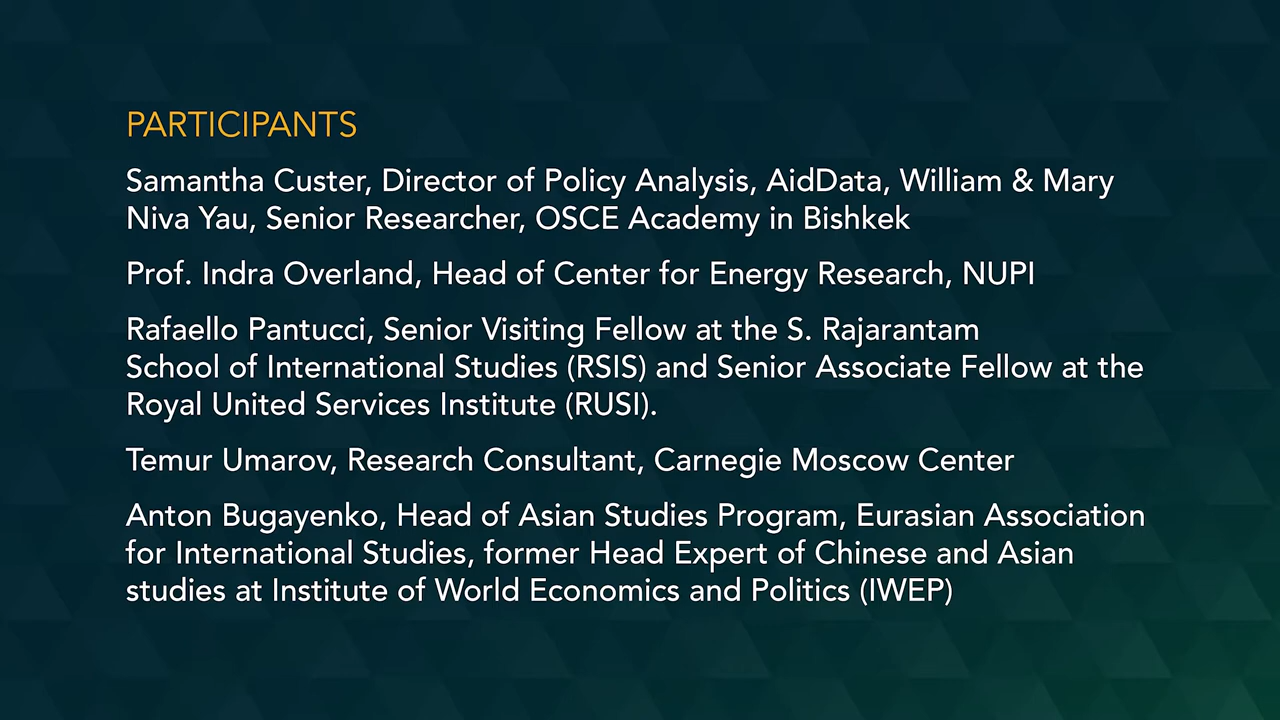 PARTICIPANTS
Samantha Custer, Director of Policy Analysis, AidData, William & Mary
Niva Yau, Senior Researcher, OSCE Academy in Bishkek
Prof. Indra Overland, Head of Center for Energy Research, NUPI
Rafaello Pantucci, Senior Visiting Fellow at the S. Rajarantam
School of International Studies (RSIS) and Senior Associate Fellow at the
Royal United Services Institute (RUSI).
Temur Umarov, Research Consultant, Carnegie Moscow Center
Anton Bugayenko, Head of Asian Studies Program, Eurasian Association
for International Studies, former Head Expert of Chinese and Asian
studies at Institute of World Economics and Politics (IWEP)